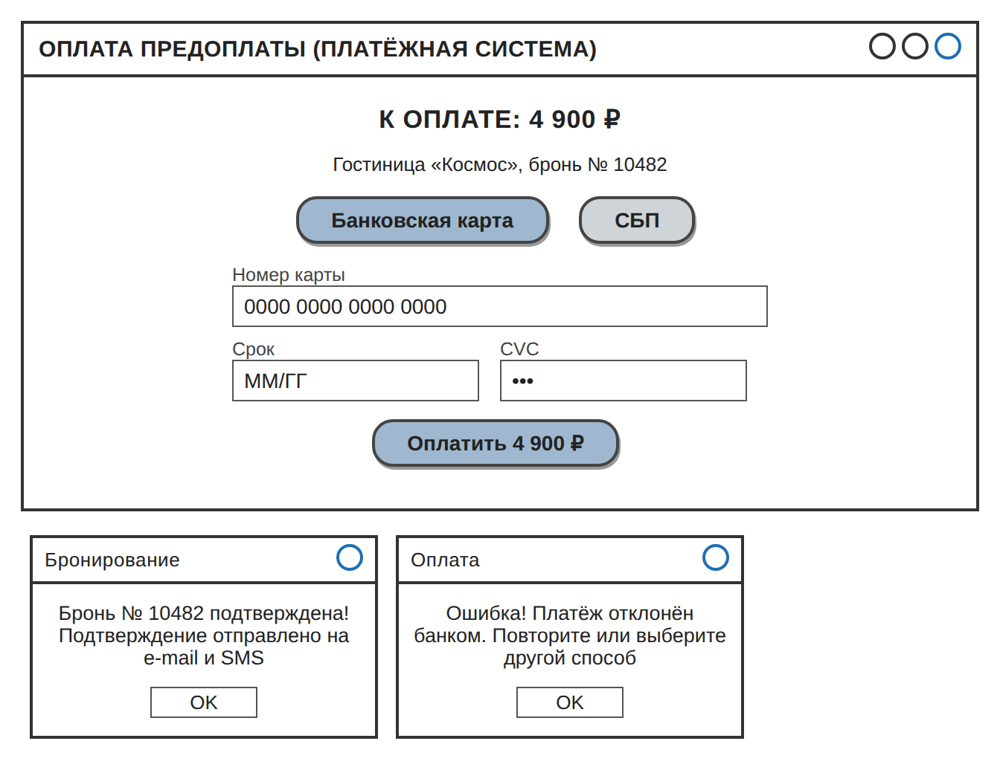 ОПЛАТА ПРЕДОПЛАТЫ (ПЛАТЁЖНАЯ СИСТЕМА)
К ОПЛАТЕ: 4 900 ₽
Гостиница «Космос», бронь № 10482
Банковская карта
СБП
Номер карты
0000 0000 0000 0000
Срок
CVC
ММ/ГГ
•••
Оплатить 4 900 ₽
Бронирование
Бронь № 10482 подтверждена!
Подтверждение отправлено на
e-mail и SMS
OK
Оплата
Ошибка! Платёж отклонён
банком. Повторите или выберите
другой способ
OK